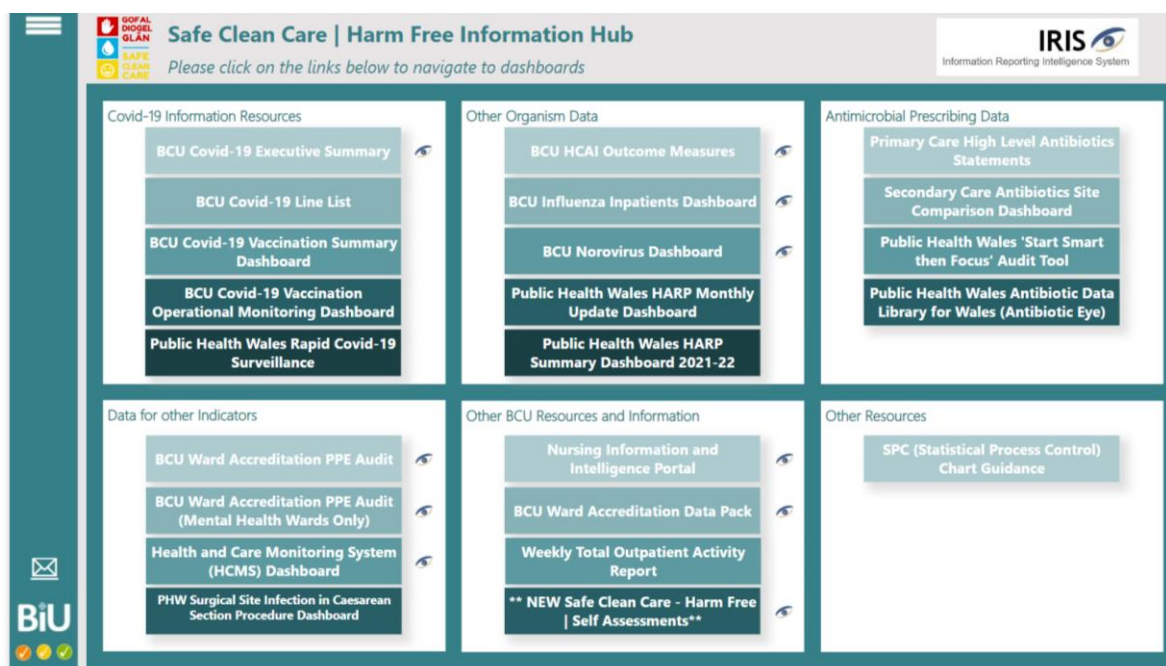 GOFAL
DIOGEL
GLÂN
SAFE
CLEAN
CARE
Safe Clean Care | Harm Free Information Hub
Please click on the links below to navigate to dashboards
IRIS
Information Reporting Intelligence System
Covid-19 Information Resources
BCU Covid-19 Executive Summary
BCU Covid-19 Line List
BCU Covid-19 Vaccination Summary
Dashboard
BCU Covid-19 Vaccination
Operational Monitoring Dashboard
Public Health Wales Rapid Covid-19
Surveillance
Other Organism Data
BCU HCAI Outcome Measures
BCU Influenza Inpatients Dashboard
BCU Norovirus Dashboard
Public Health Wales HARP Monthly
Update Dashboard
Public Health Wales HARP
Summary Dashboard 2021-22
Antimicrobial Prescribing Data
Primary Care High Level Antibiotics
Statements
Secondary Care Antibiotics Site
Comparison Dashboard
Public Health Wales 'Start Smart
then Focus' Audit Tool
Public Health Wales Antibiotic Data
Library for Wales (Antibiotic Eye)
Data for other Indicators
BCU Ward Accreditation PPE Audit
BCU Ward Accreditation PPE Audit
(Mental Health Wards Only)
Health and Care Monitoring System
(HCMS) Dashboard
PHW Surgical Site Infection in Caesarean
Section Procedure Dashboard
Other BCU Resources and Information
Nursing Information and
Intelligence Portal
BCU Ward Accreditation Data Pack
Weekly Total Outpatient Activity
Report
** NEW Safe Clean Care - Harm Free
| Self Assessments**
Other Resources
SPC (Statistical Process Control)
Chart Guidance
BiU